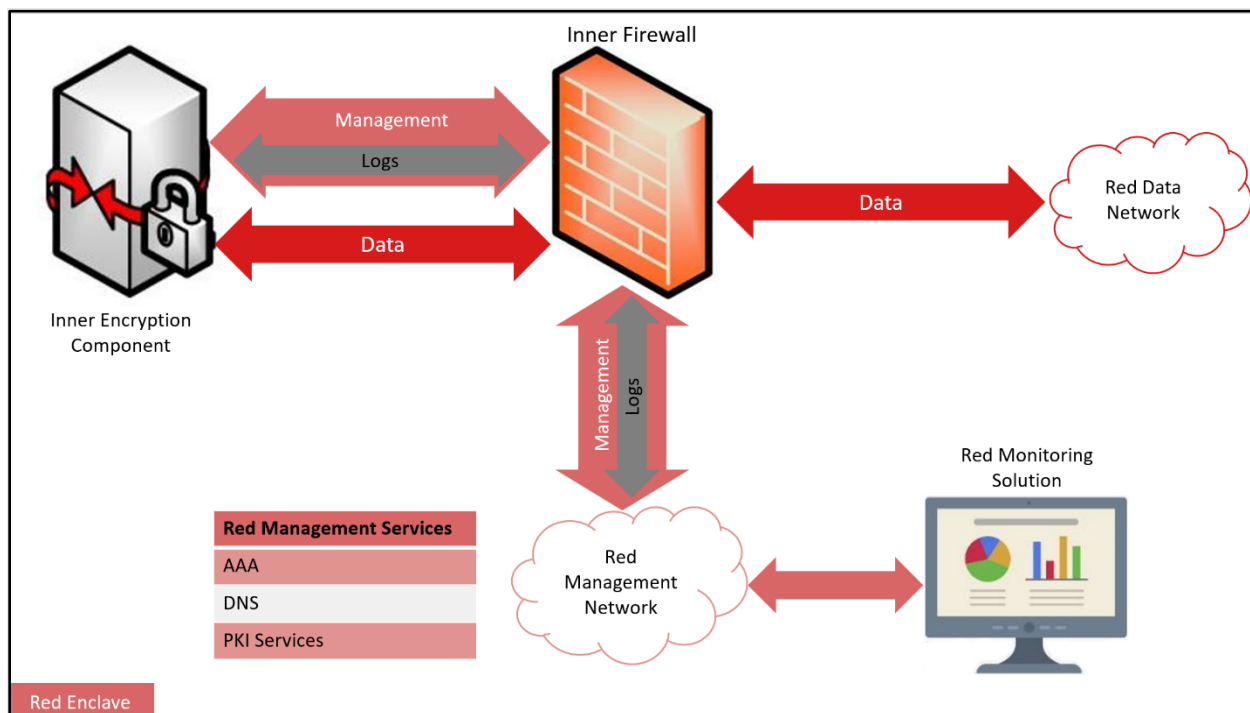 Inner Firewall
Management
Logs
Data
Data
Red Data
Network
Inner Encryption
Component
Management
Logs
Red Monitoring
Solution
Red Management Services
AAA
DNS
PKI Services
Red
Management
Network
Red Enclave